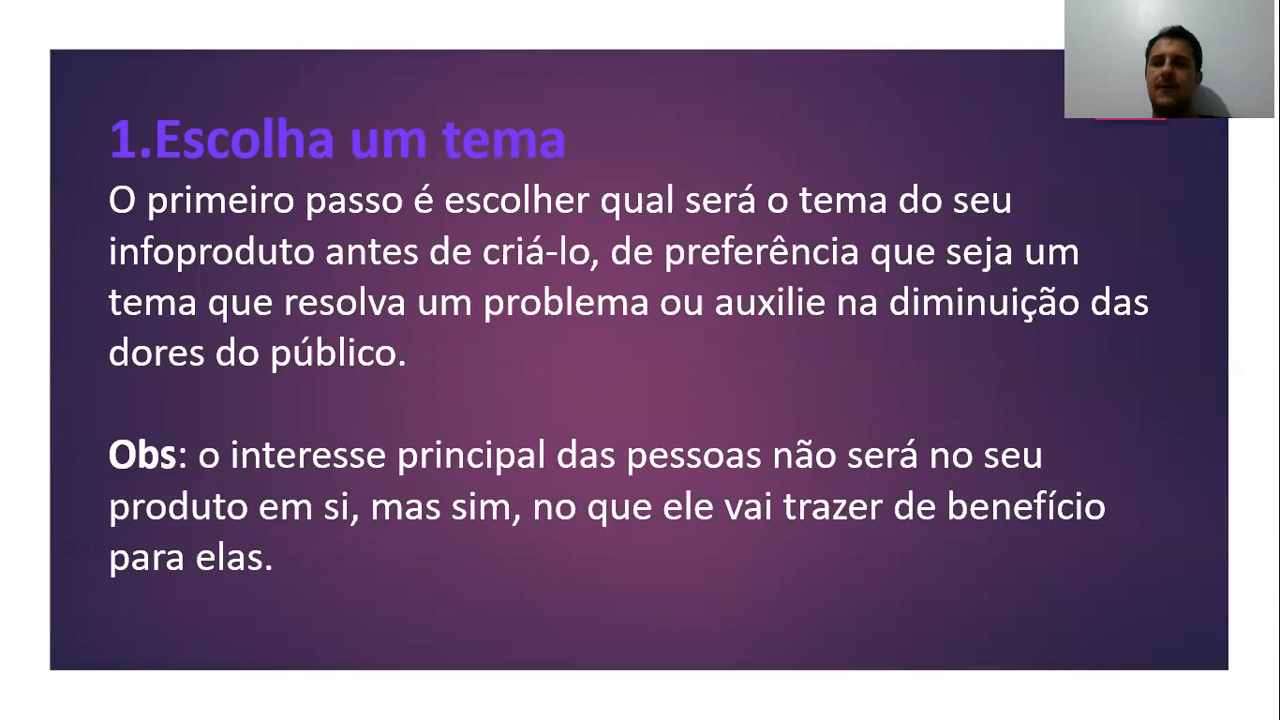 1.Escolha um tema
O primeiro passo é escolher qual será o tema do seu
infoproduto antes de criá-lo, de preferência que seja um
tema que resolva um problema ou auxilie na diminuição das
dores do público.
Obs: o interesse principal das pessoas não será no seu
produto em si, mas sim, no que ele vai trazer de benefício
para elas.